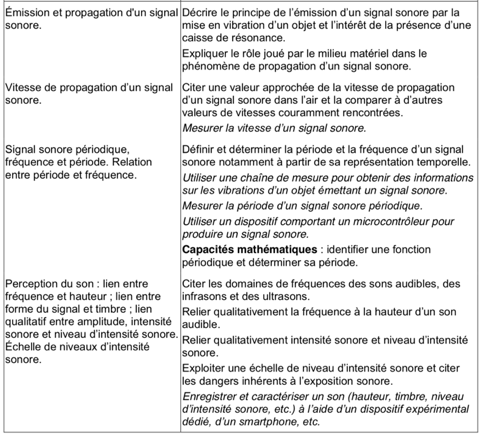 Émission et propagation d'un signal
sonore.
Décrire le principe de l'émission d'un signal sonore par la
mise en vibration d'un objet et l'intérêt de la présence d'une
caisse de résonance.
Expliquer le rôle joué par le milieu matériel dans le
phénomène de propagation d'un signal sonore.
Vitesse de propagation d'un signal
sonore.
Citer une valeur approchée de la vitesse de propagation
d'un signal sonore dans l'air et la comparer à d'autres
valeurs de vitesses couramment rencontrées.
Mesurer la vitesse d'un signal sonore.
Signal sonore périodique,
fréquence et période. Relation
entre période et fréquence.
Définir et déterminer la période et la fréquence d'un signal
sonore notamment à partir de sa représentation temporelle.
Utiliser une chaîne de mesure pour obtenir des informations
sur les vibrations d'un objet émettant un signal sonore.
Mesurer la période d'un signal sonore périodique.
Utiliser un dispositif comportant un microcontrôleur pour
produire un signal sonore.
Capacités mathématiques : identifier une fonction
périodique et déterminer sa période.
Perception du son : lien entre
fréquence et hauteur ; lien entre
forme du signal et timbre ; lien
qualitatif entre amplitude, intensité
sonore et niveau d'intensité sonore.
Échelle de niveaux d'intensité
sonore.
Citer les domaines de fréquences des sons audibles, des
infrasons et des ultrasons.
Relier qualitativement la fréquence à la hauteur d'un son
audible.
Relier qualitativement intensité sonore et niveau d'intensité
sonore.
Exploiter une échelle de niveau d'intensité sonore et citer
les dangers inhérents à l'exposition sonore.
Enregistrer et caractériser un son (hauteur, timbre, niveau
d'intensité sonore, etc.) à l'aide d'un dispositif expérimental
dédié, d'un smartphone, etc.